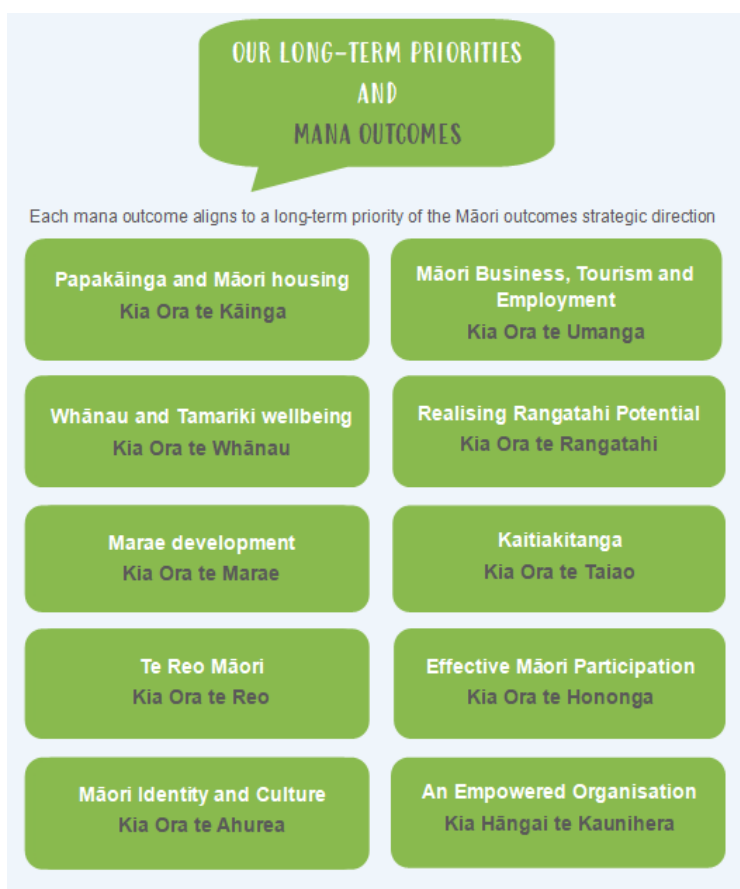 OUR LONG-TERM PRIORITIES
AND
MANA OUTCOMES
Each mana outcome aligns to a long-term priority of the Māori outcomes strategic direction
Papakāinga and Māori housing
Kia Ora te Kāinga
Māori Business, Tourism and
Employment
Kia Ora te Umanga
Whānau and Tamariki wellbeing
Kia Ora te Whānau
Realising Rangatahi Potential
Kia Ora te Rangatahi
Marae development
Kia Ora te Marae
Kaitiakitanga
Kia Ora te Taiao
Te Reo Māori
Kia Ora te Reo
Effective Māori Participation
Kia Ora te Hononga
Māori Identity and Culture
Kia Ora te Ahurea
An Empowered Organisation
Kia Hāngai te Kaunihera